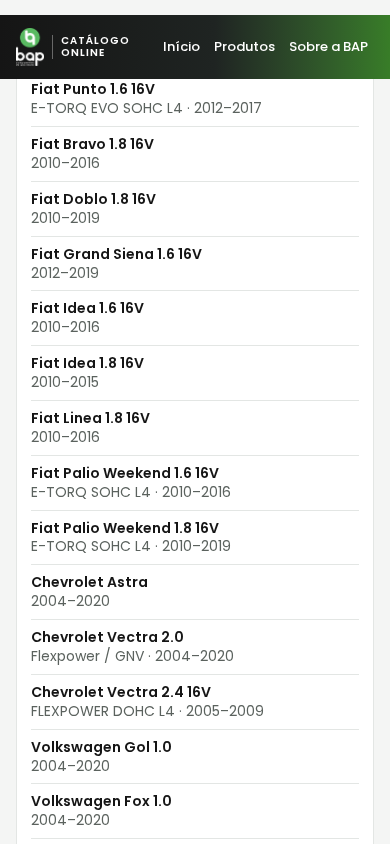 bap
CATÁLOGO
ONLINE
Início
Produtos
Sobre a BAP
Fiat Punto 1.6 16V
E-TORQ EVO SOHC L4 · 2012–2017
Fiat Bravo 1.8 16V
2010–2016
Fiat Doblo 1.8 16V
2010–2019
Fiat Grand Siena 1.6 16V
2012–2019
Fiat Idea 1.6 16V
2010–2016
Fiat Idea 1.8 16V
2010–2015
Fiat Linea 1.8 16V
2010–2016
Fiat Palio Weekend 1.6 16V
E-TORQ SOHC L4 · 2010–2016
Fiat Palio Weekend 1.8 16V
E-TORQ SOHC L4 · 2010–2019
Chevrolet Astra
2004–2020
Chevrolet Vectra 2.0
Flexpower / GNV · 2004–2020
Chevrolet Vectra 2.4 16V
FLEXPOWER DOHC L4 · 2005–2009
Volkswagen Gol 1.0
2004–2020
Volkswagen Fox 1.0
2004–2020